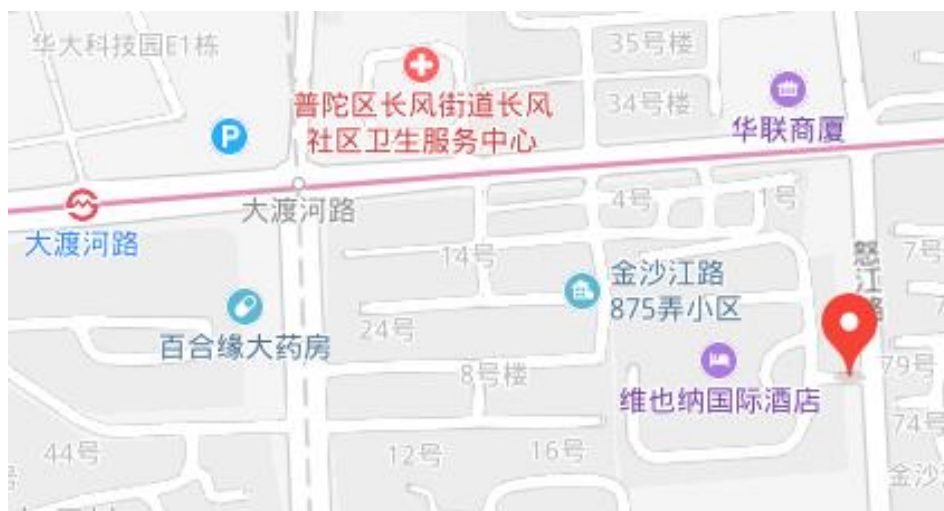 华大科技园E1栋
35号楼
普陀区长风街道长风
社区卫生服务中心
34号楼
华联商厦
P
大渡河路
大渡河路
4号
1号
14号
怒江路
7号
金沙江路
875弄小区
24号
百合缘大药房
8号楼
维也纳国际酒店
79号
74号
44号
12号
16号
金沙